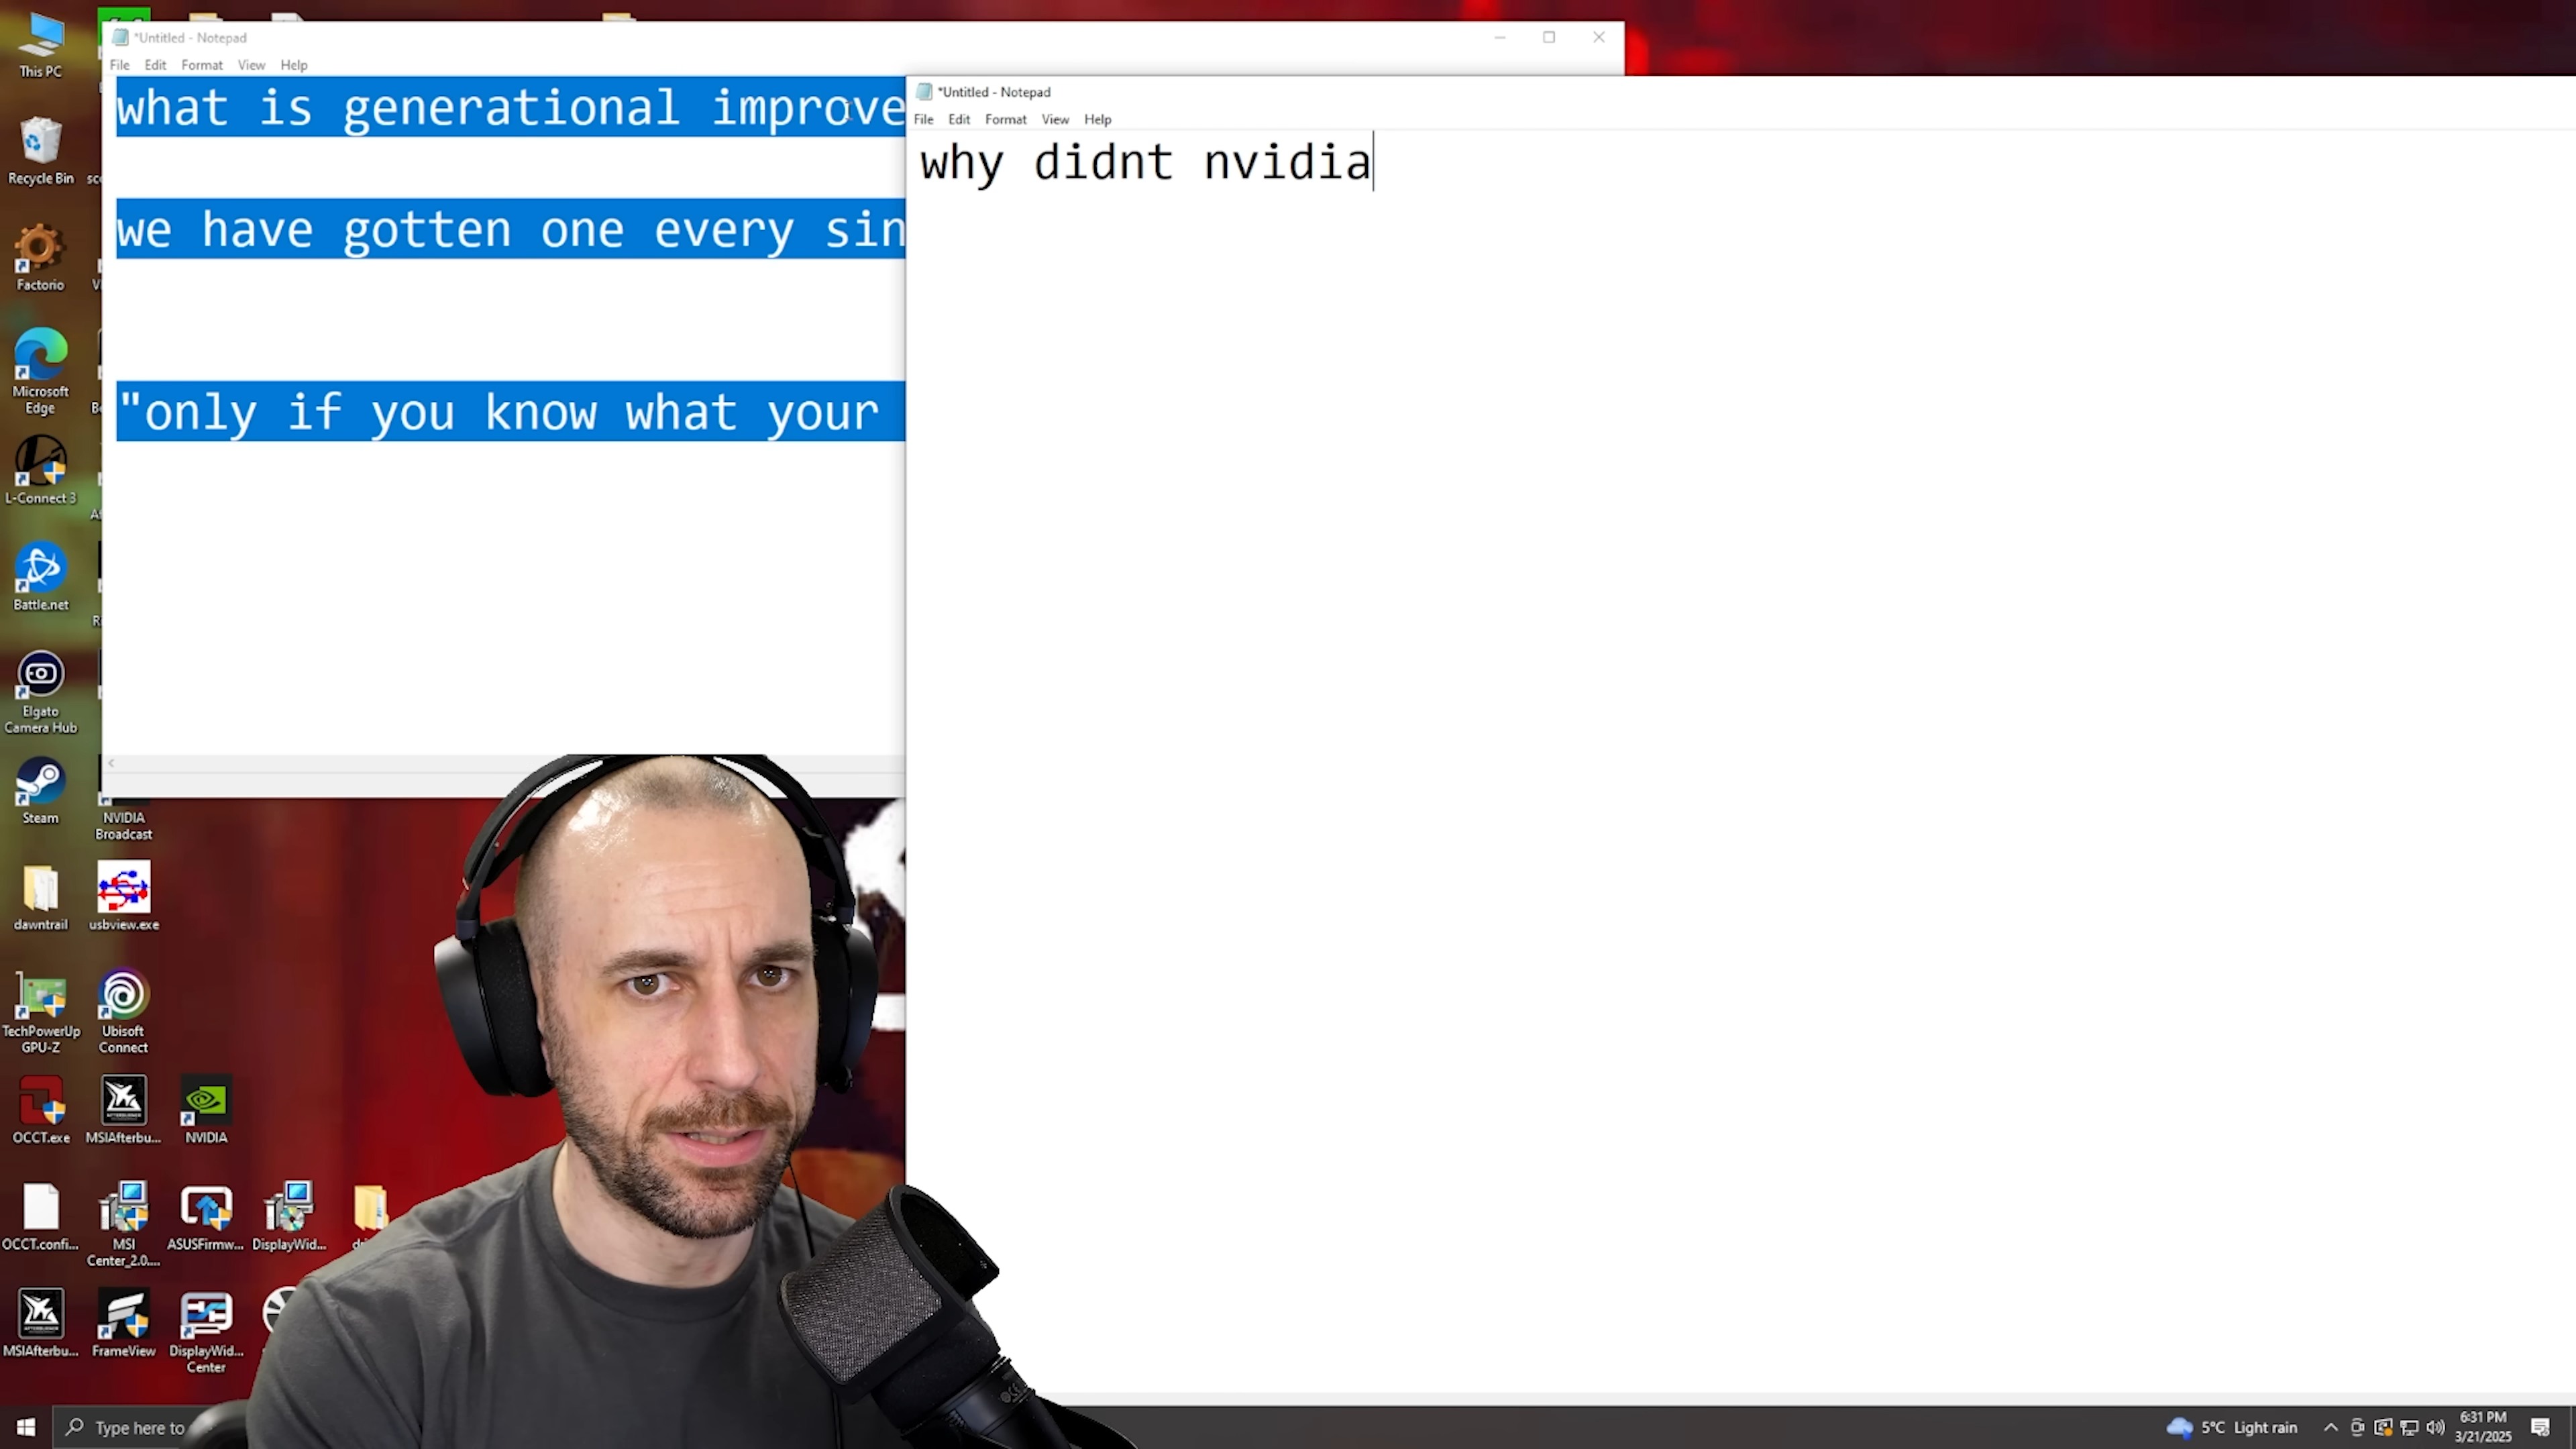 This PC
Recycle Bin
Factorio
Microsoft
Edge
L-Connect 3
Battle.net
Elgato
Camera Hub
Steam
NVIDIA
Broadcast
dawntrail
usbview.exe
TechPowerUp
GPU-Z
Ubisoft
Connect
OCCT.exe
MSIAfterbu...
NVIDIA
OCCT.confi...
MSI
Center_2.0....
ASUSFirmw...
DisplayWid...
MSIAfterbu...
FrameView
DisplayWid...
Center
*Untitled - Notepad
File Edit Format View Help
what is generational improve
we have gotten one every sin
"only if you know what your
*Untitled - Notepad
File Edit Format View Help
why didnt nvidia
Type here to
5°C Light rain
6:31 PM
3/21/2025